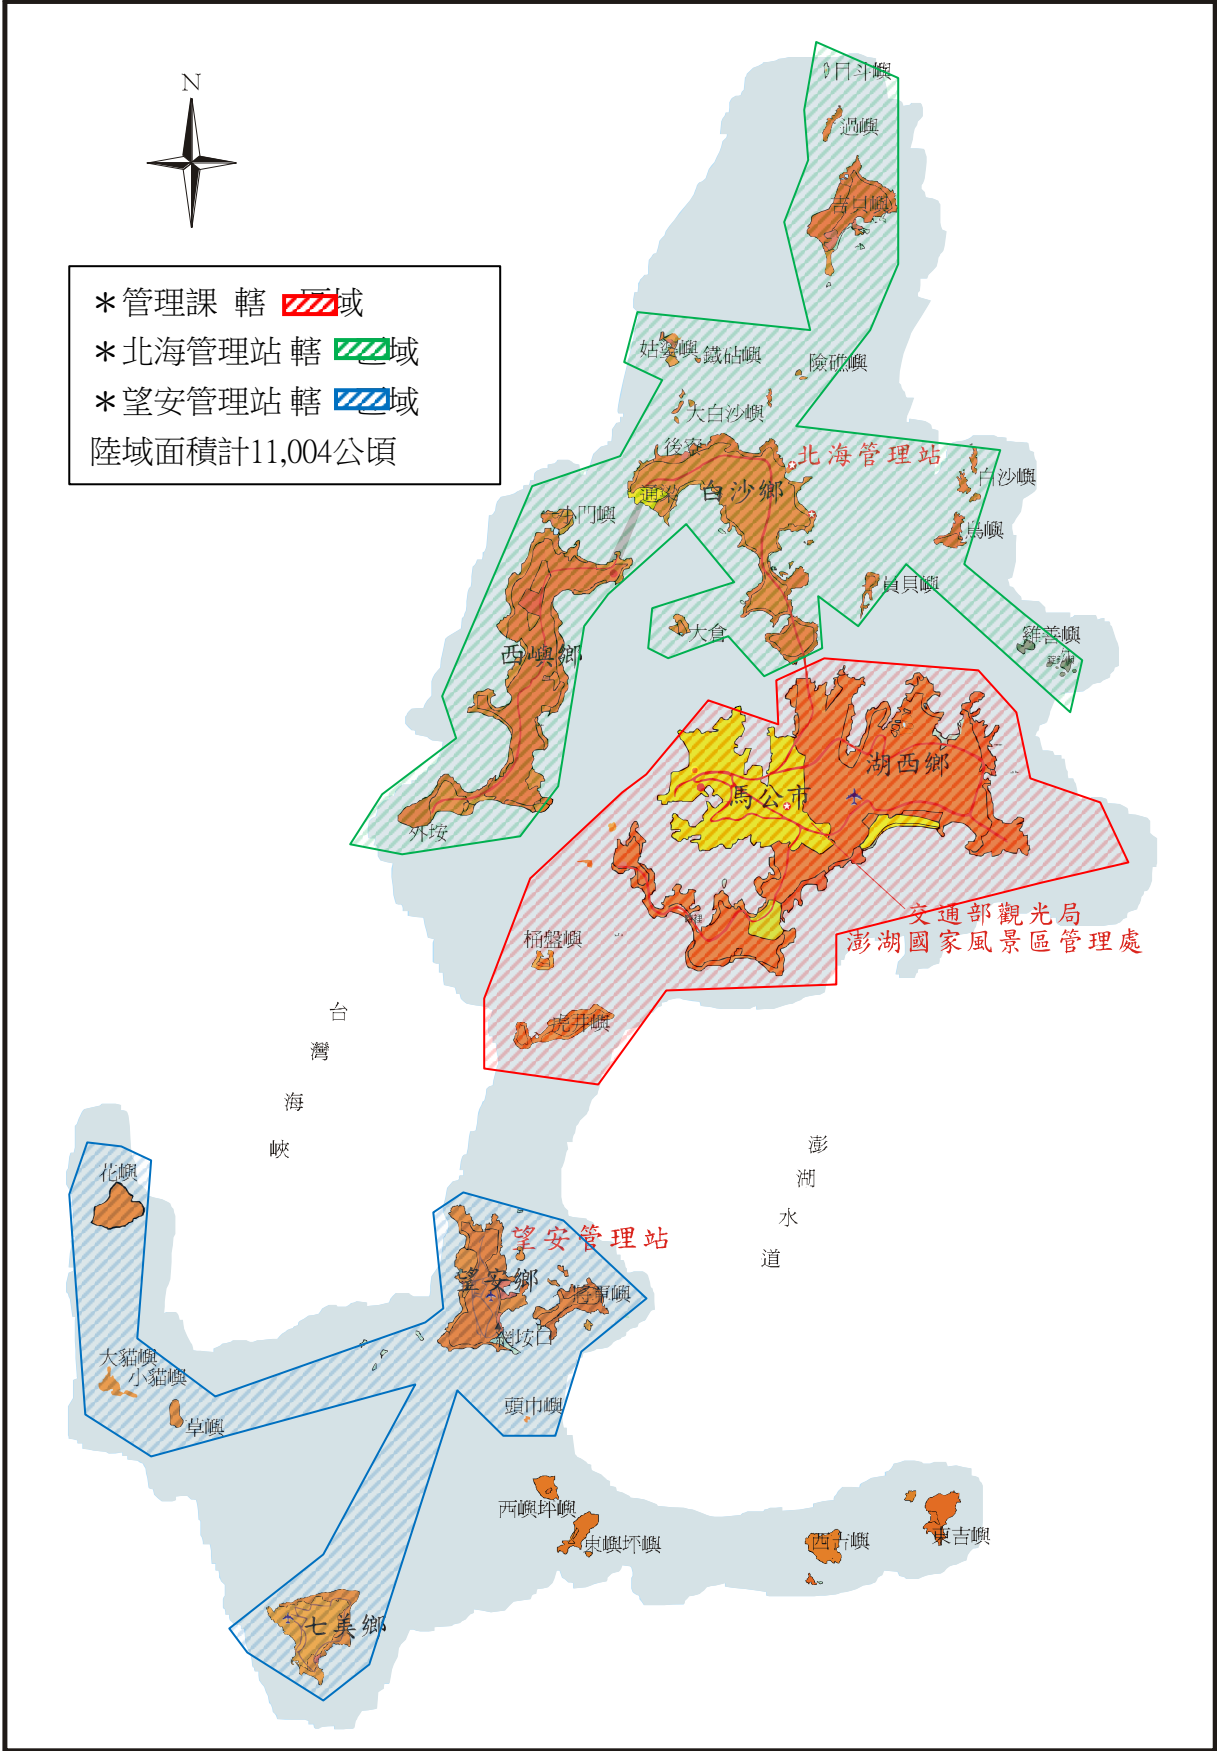 N
＊管理課 轄 區域
＊北海管理站 轄 區域
＊望安管理站 轄 區域
陸域面積計11,004公頃
目斗嶼
過嶼
吉貝嶼
姑婆嶼
鐵砧嶼
險礁嶼
大白沙嶼
後寮
北海管理站
通梁
白沙鄉
白沙嶼
小門嶼
鳥嶼
員貝嶼
大倉
雞善嶼
西嶼鄉
湖西鄉
馬公市
外垵
交通部觀光局
澎湖國家風景區管理處
桶盤嶼
虎井嶼
台
灣
海
峽
澎
湖
水
道
花嶼
望安管理站
望安鄉
將軍嶼
網垵口
大貓嶼
小貓嶼
草嶼
頭巾嶼
西嶼坪嶼
東嶼坪嶼
西吉嶼
東吉嶼
七美鄉